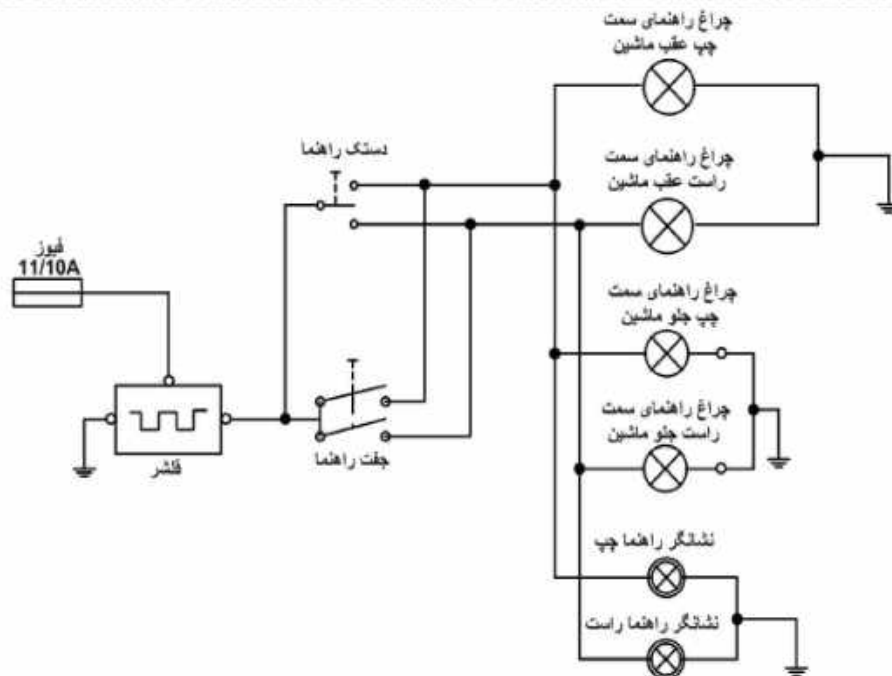 چراغ راهنمای سمت
چپ عقب ماشین
دستک راهنما
چراغ راهنمای سمت
راست عقب ماشین
فیوز
11/10A
چراغ راهنمای سمت
چپ جلو ماشین
چراغ راهنمای سمت
راست جلو ماشین
فلشر
جفت راهنما
نشانگر راهنما چپ
نشانگر راهنما راست